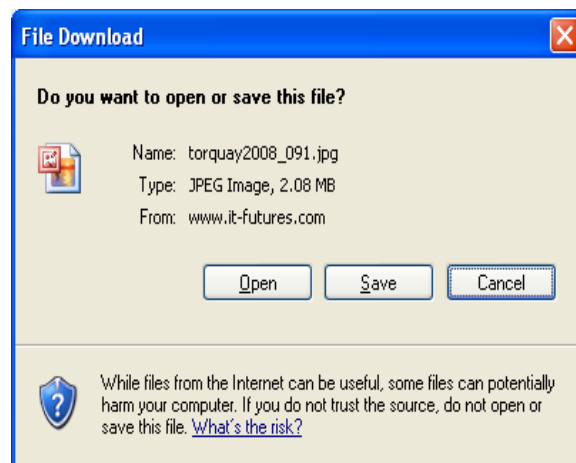 File Download
Do you want to open or save this file?
Name: torquay2008_091.jpg
Type: JPEG Image, 2.08 MB
From: www.it-futures.com
Open Save Cancel
While files from the Internet can be useful, some files can potentially
harm your computer. If you do not trust the source, do not open or
save this file. What's the risk?